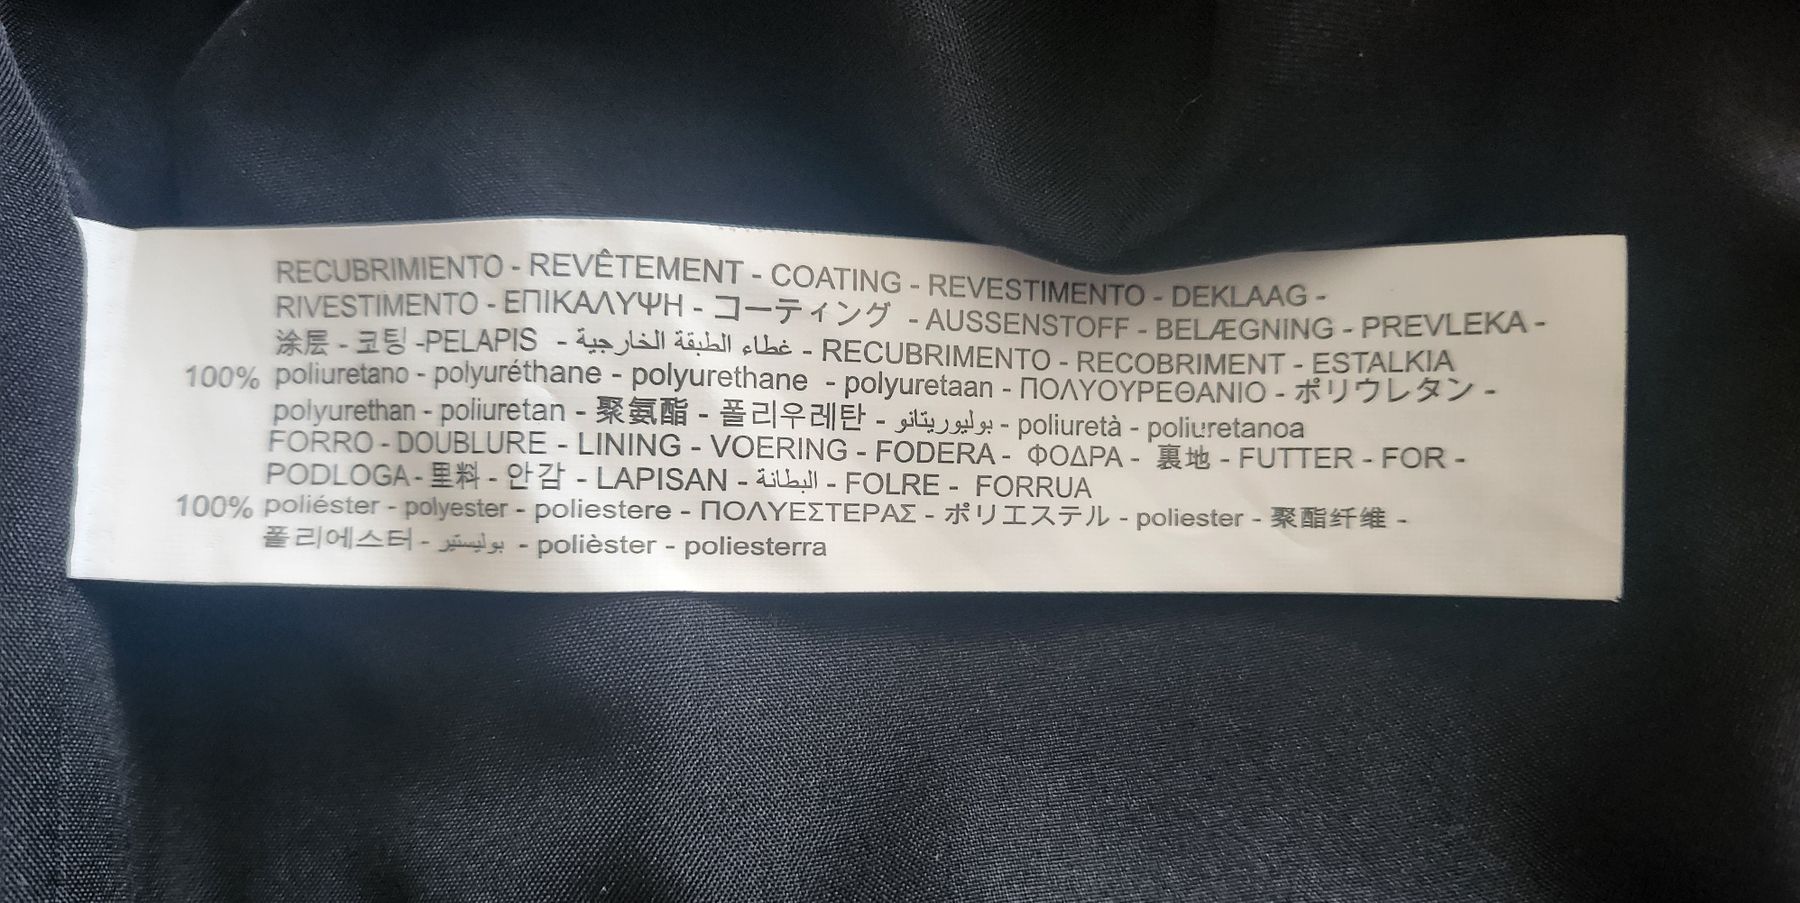 RECUBRIMIENTO - REVÊTEMENT - COATING - REVESTIMENTO - DEKLAAG -
RIVESTIMENTO - ΕΠΙΚΑΛΥΨΗ - コーティング - AUSSENSTOFF - BELÆGNING - PREVLEKA -
涂层 - 코팅 -PELAPIS - غطاء الطبقة الخارجية - RECUBRIMENTO - RECOBRIMENT - ESTALKIA
100% poliuretano - polyuréthane - polyurethane - polyuretaan - ΠΟΛΥΟΥΡΕΘΑΝΙΟ - ポリウレタン -
polyurethan - poliuretan - 聚氨酯 - 폴리우레탄 - بوليوريتانو - poliuretà - poliuretanoa
FORRO - DOUBLURE - LINING - VOERING - FODERA - ΦΟΔΡΑ - 裏地 - FUTTER - FOR -
PODLOGA - 里料 - 안감 - LAPISAN - البطانة - FOLRE - FORRUA
100% poliéster - polyester - poliestere - ΠΟΛΥΕΣΤΕΡΑΣ - ポリエステル - poliester - 聚酯纤维 -
폴리에스터 - بوليستير - polièster - poliesterra